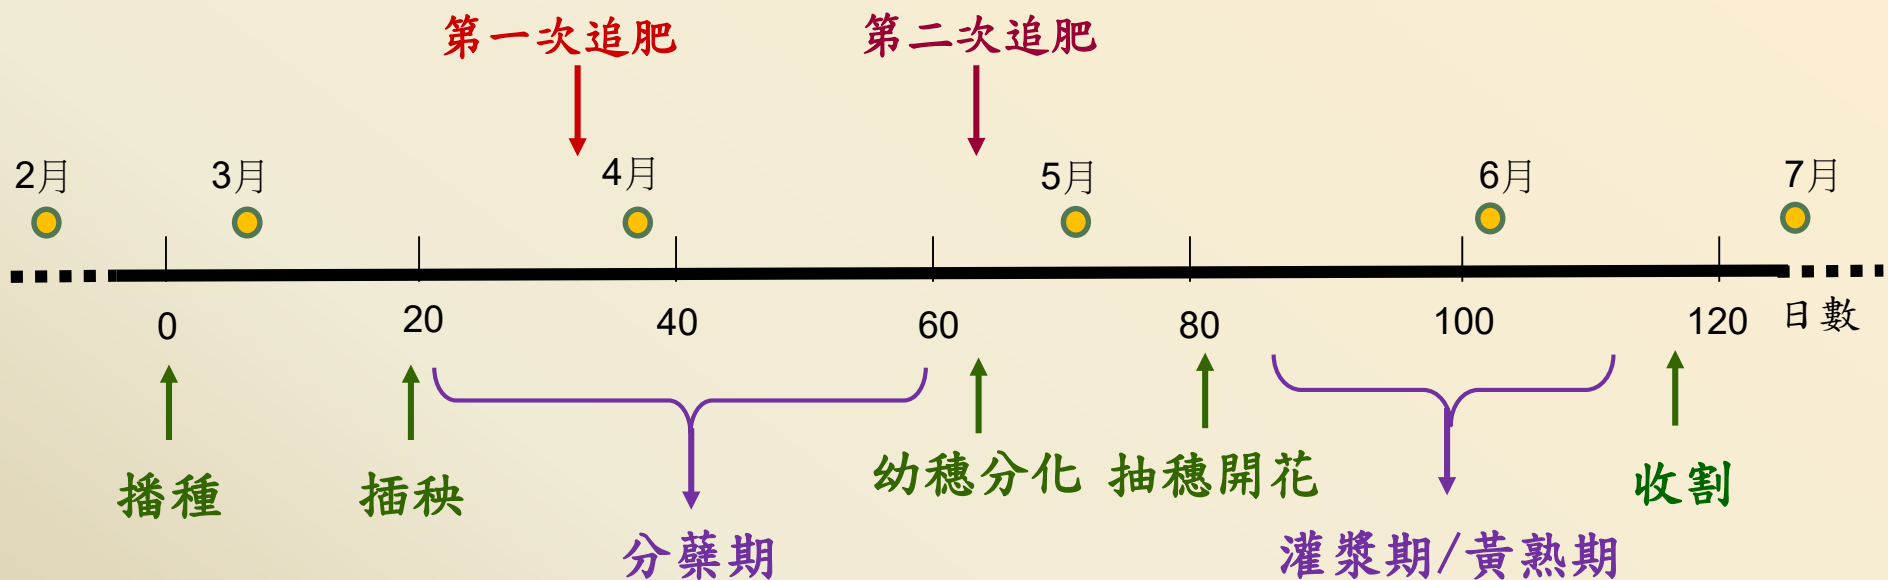 第一次追肥
第二次追肥
2月
3月
4月
5月
6月
7月
0
20
40
60
80
100
120
日數
播種
插秧
分蘗期
幼穗分化
抽穗開花
灌漿期/黃熟期
收割